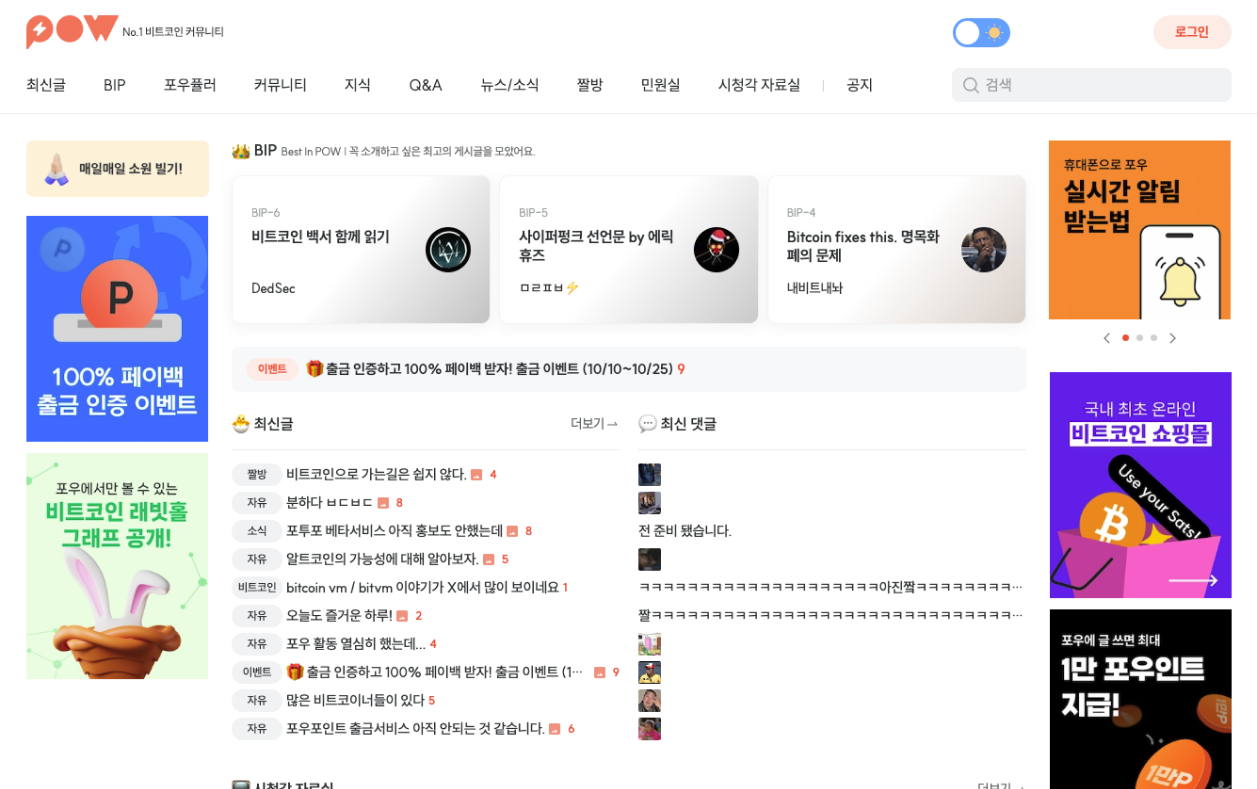 pow No.1 비트코인 커뮤니티
로그인
최신글 BIP 포우퓰러 커뮤니티 지식 Q&A 뉴스/소식 짤방 민원실 시청각 자료실 | 공지
검색
매일매일 소원 빌기!
P
P
100% 페이백
출금 인증 이벤트
포우에서만 볼 수 있는
비트코인 래빗홀
그래프 공개!
BIP Best In POW | 꼭 소개하고 싶은 최고의 게시글을 모았어요.
BIP-6
비트코인 백서 함께 읽기
DedSec
BIP-5
사이퍼펑크 선언문 by 에릭
휴즈
ㅁㄹㅍㅂ⚡
BIP-4
Bitcoin fixes this. 명목화
폐의 문제
내비트내놔
이벤트 🎁 출금 인증하고 100% 페이백 받자! 출금 이벤트 (10/10~10/25) 9
🐣 최신글 더보기 →
짤방 비트코인으로 가는길은 쉽지 않다. 4
자유 분하다 ㅂㄷㅂㄷ 8
소식 포투포 베타서비스 아직 홍보도 안했는데 8
자유 알트코인의 가능성에 대해 알아보자. 5
비트코인 bitcoin vm / bitvm 이야기가 X에서 많이 보이네요 1
자유 오늘도 즐거운 하루! 2
자유 포우 활동 열심히 했는데... 4
이벤트 🎁 출금 인증하고 100% 페이백 받자! 출금 이벤트 (1… 9
자유 많은 비트코이너들이 있다 5
자유 포우포인트 출금서비스 아직 안되는 것 같습니다. 6
💬 최신 댓글
전 준비 됐습니다.
ㅋㅋㅋㅋㅋㅋㅋㅋㅋㅋㅋㅋㅋㅋㅋㅋㅋㅋㅋㅋ아진짴ㅋㅋㅋㅋㅋㅋㅋㅋ…
짤ㅋㅋㅋㅋㅋㅋㅋㅋㅋㅋㅋㅋㅋㅋㅋㅋㅋㅋㅋㅋㅋㅋㅋㅋㅋㅋㅋㅋㅋㅋ…
시청각 자료실 더보기 →
휴대폰으로 포우
실시간 알림
받는법
국내 최초 온라인
비트코인 쇼핑몰
Use your Sats!
포우에 글 쓰면 최대
1만 포우인트
지급!
1만P